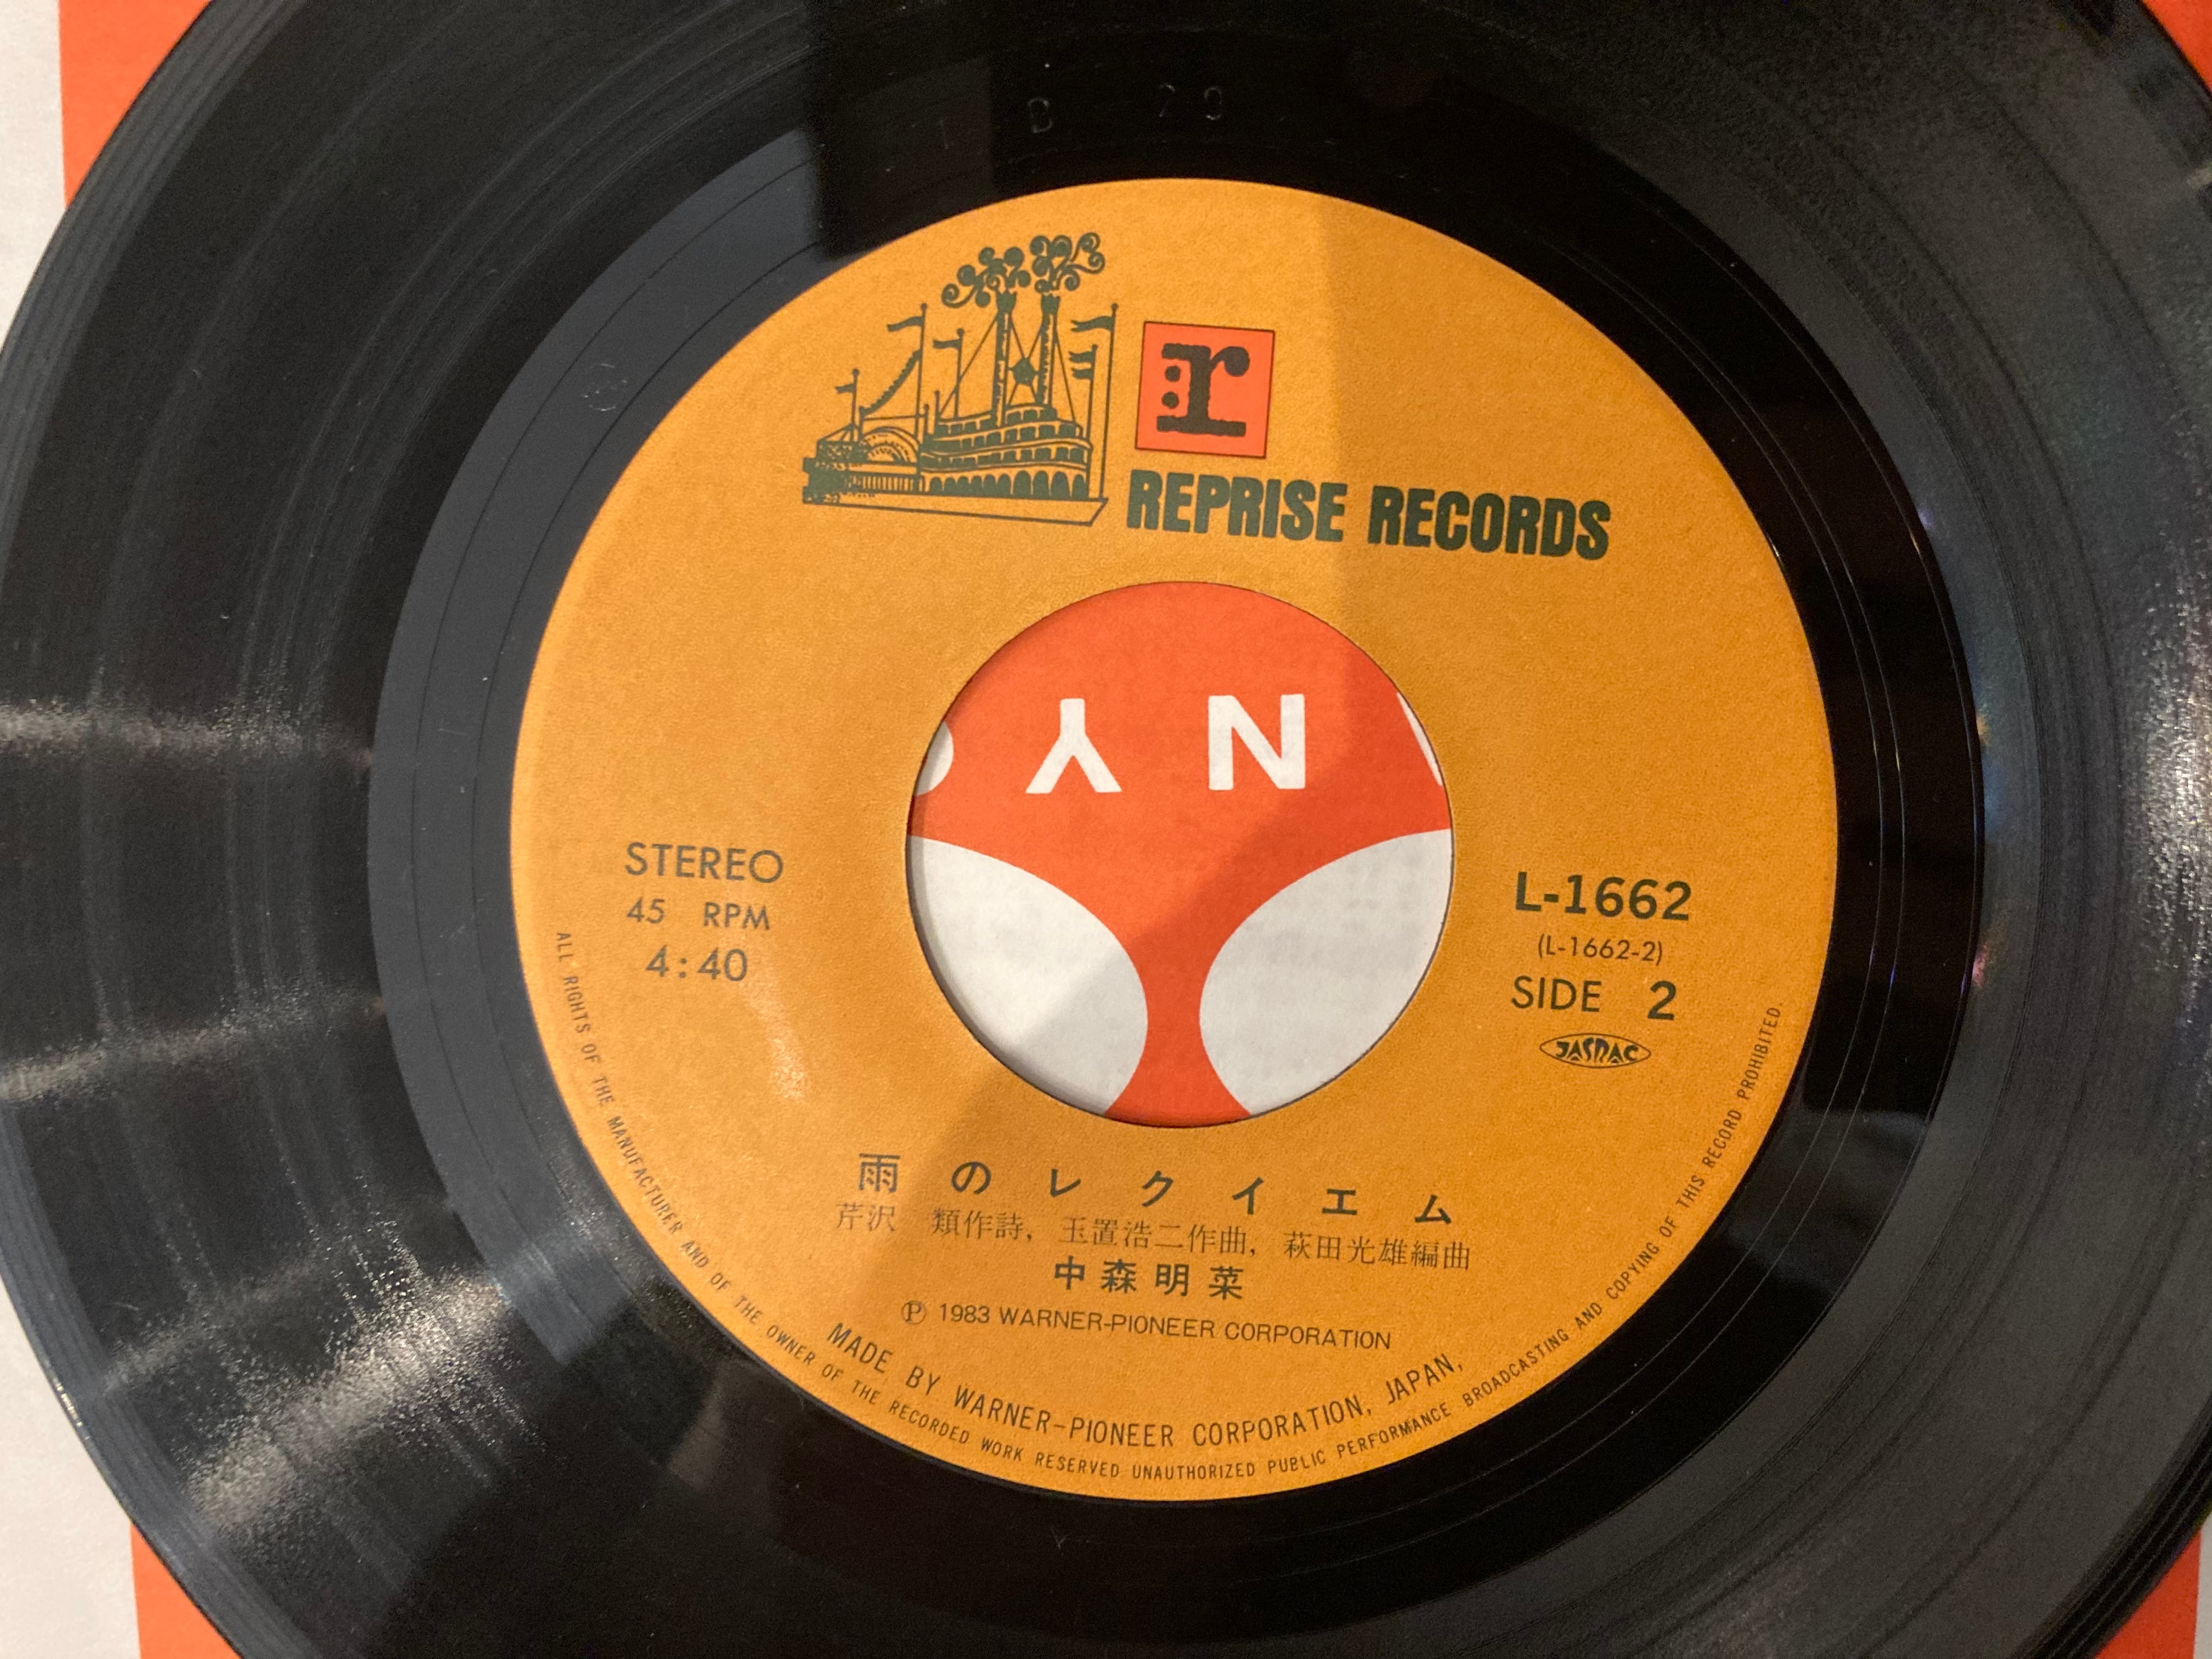 B 29
r
REPRISE RECORDS
Y N
STEREO
45 RPM
4:40
L-1662
(L-1662-2)
SIDE 2
JASRAC
雨のレクイエム
芹沢 類作詩, 玉置浩二作曲, 萩田光雄編曲
中森明菜
Ⓟ 1983 WARNER-PIONEER CORPORATION
MADE BY WARNER-PIONEER CORPORATION, JAPAN,
ALL RIGHTS OF THE MANUFACTURER AND OF THE OWNER OF THE RECORDED WORK RESERVED UNAUTHORIZED PUBLIC PERFORMANCE BROADCASTING AND COPYING OF THIS RECORD PROHIBITED.